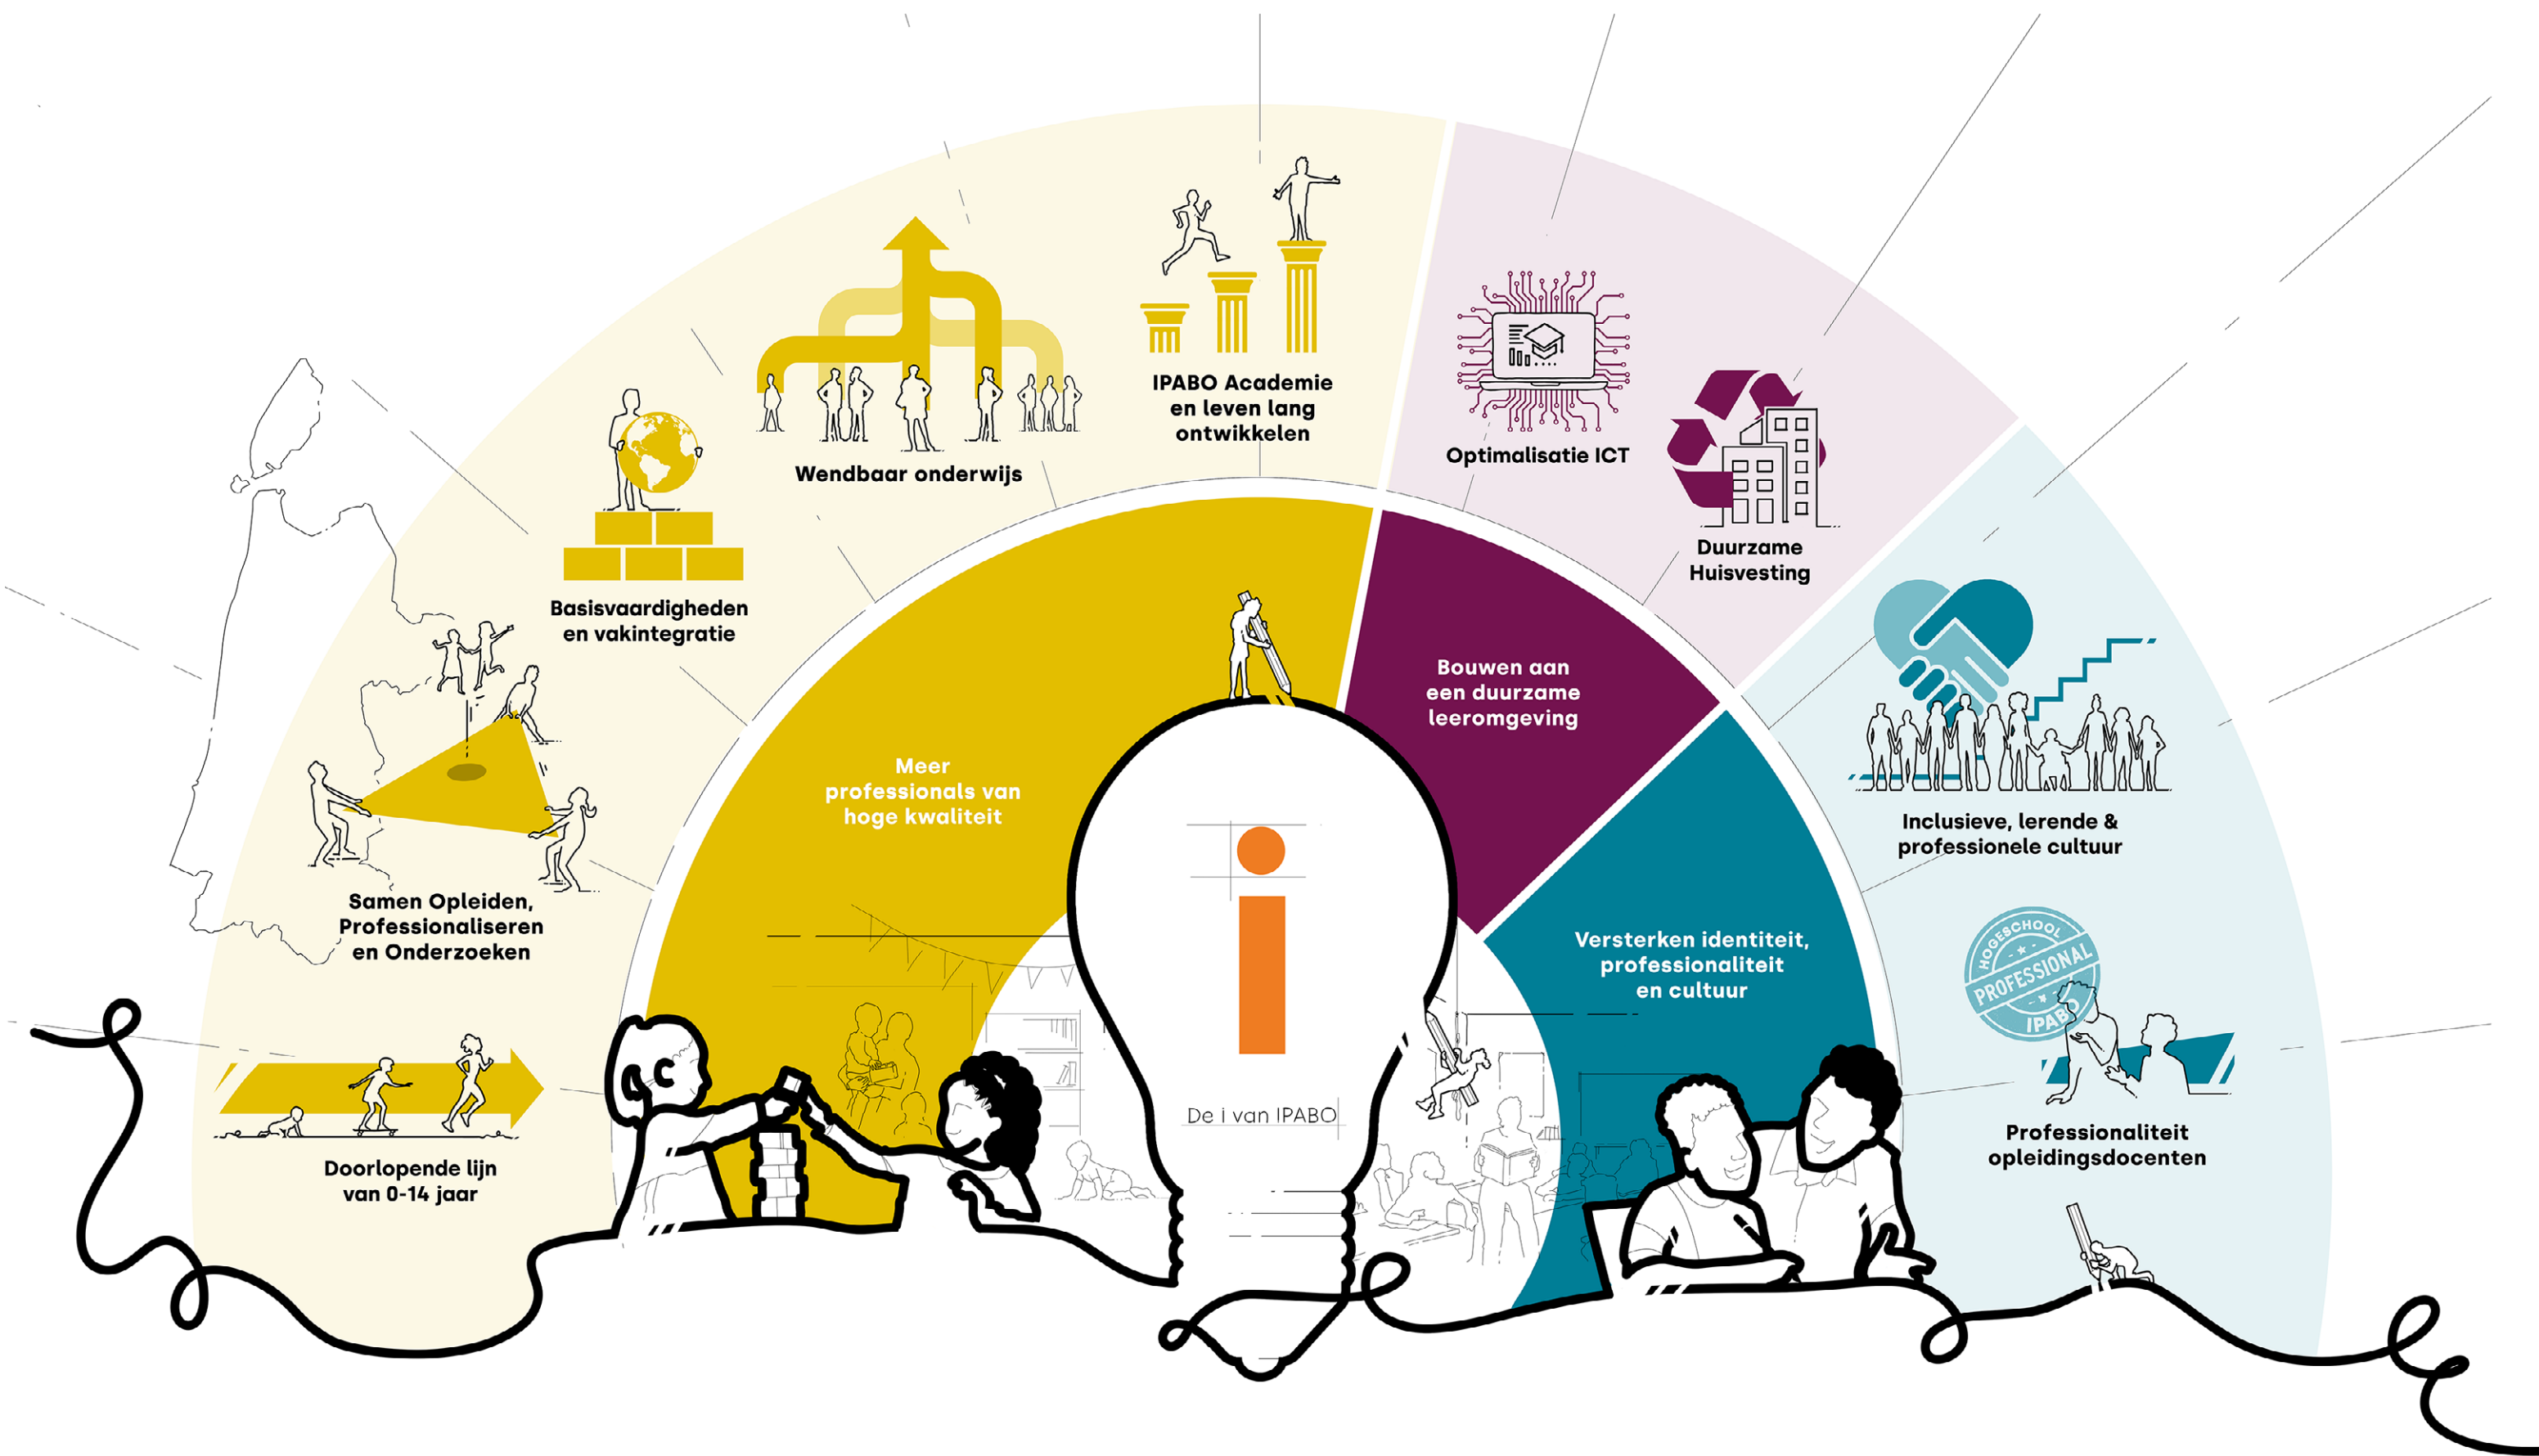 IPABO Academie
en leven lang
ontwikkelen
Wendbaar onderwijs
Basisvaardigheden
en vakintegratie
Samen Opleiden,
Professionaliseren
en Onderzoeken
Doorlopende lijn
van 0-14 jaar
Optimalisatie ICT
Duurzame
Huisvesting
Inclusieve, lerende &
professionele cultuur
HOGESCHOOL
PROFESSIONAL
IPABO
Professionaliteit
opleidingsdocenten
Meer
professionals van
hoge kwaliteit
Bouwen aan
een duurzame
leeromgeving
Versterken identiteit,
professionaliteit
en cultuur
i
De i van IPABO